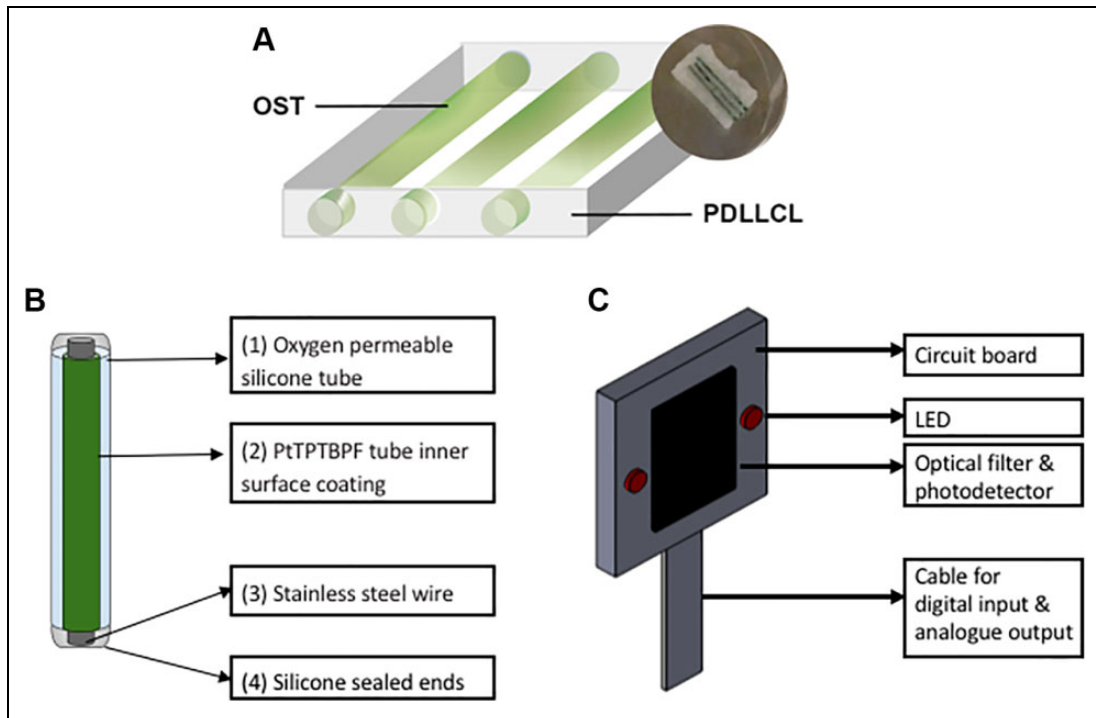 A
OST
PDLLCL
B
(1) Oxygen permeable
silicone tube
(2) PtTPTBPF tube inner
surface coating
(3) Stainless steel wire
(4) Silicone sealed ends
C
Circuit board
LED
Optical filter &
photodetector
Cable for
digital input &
analogue output